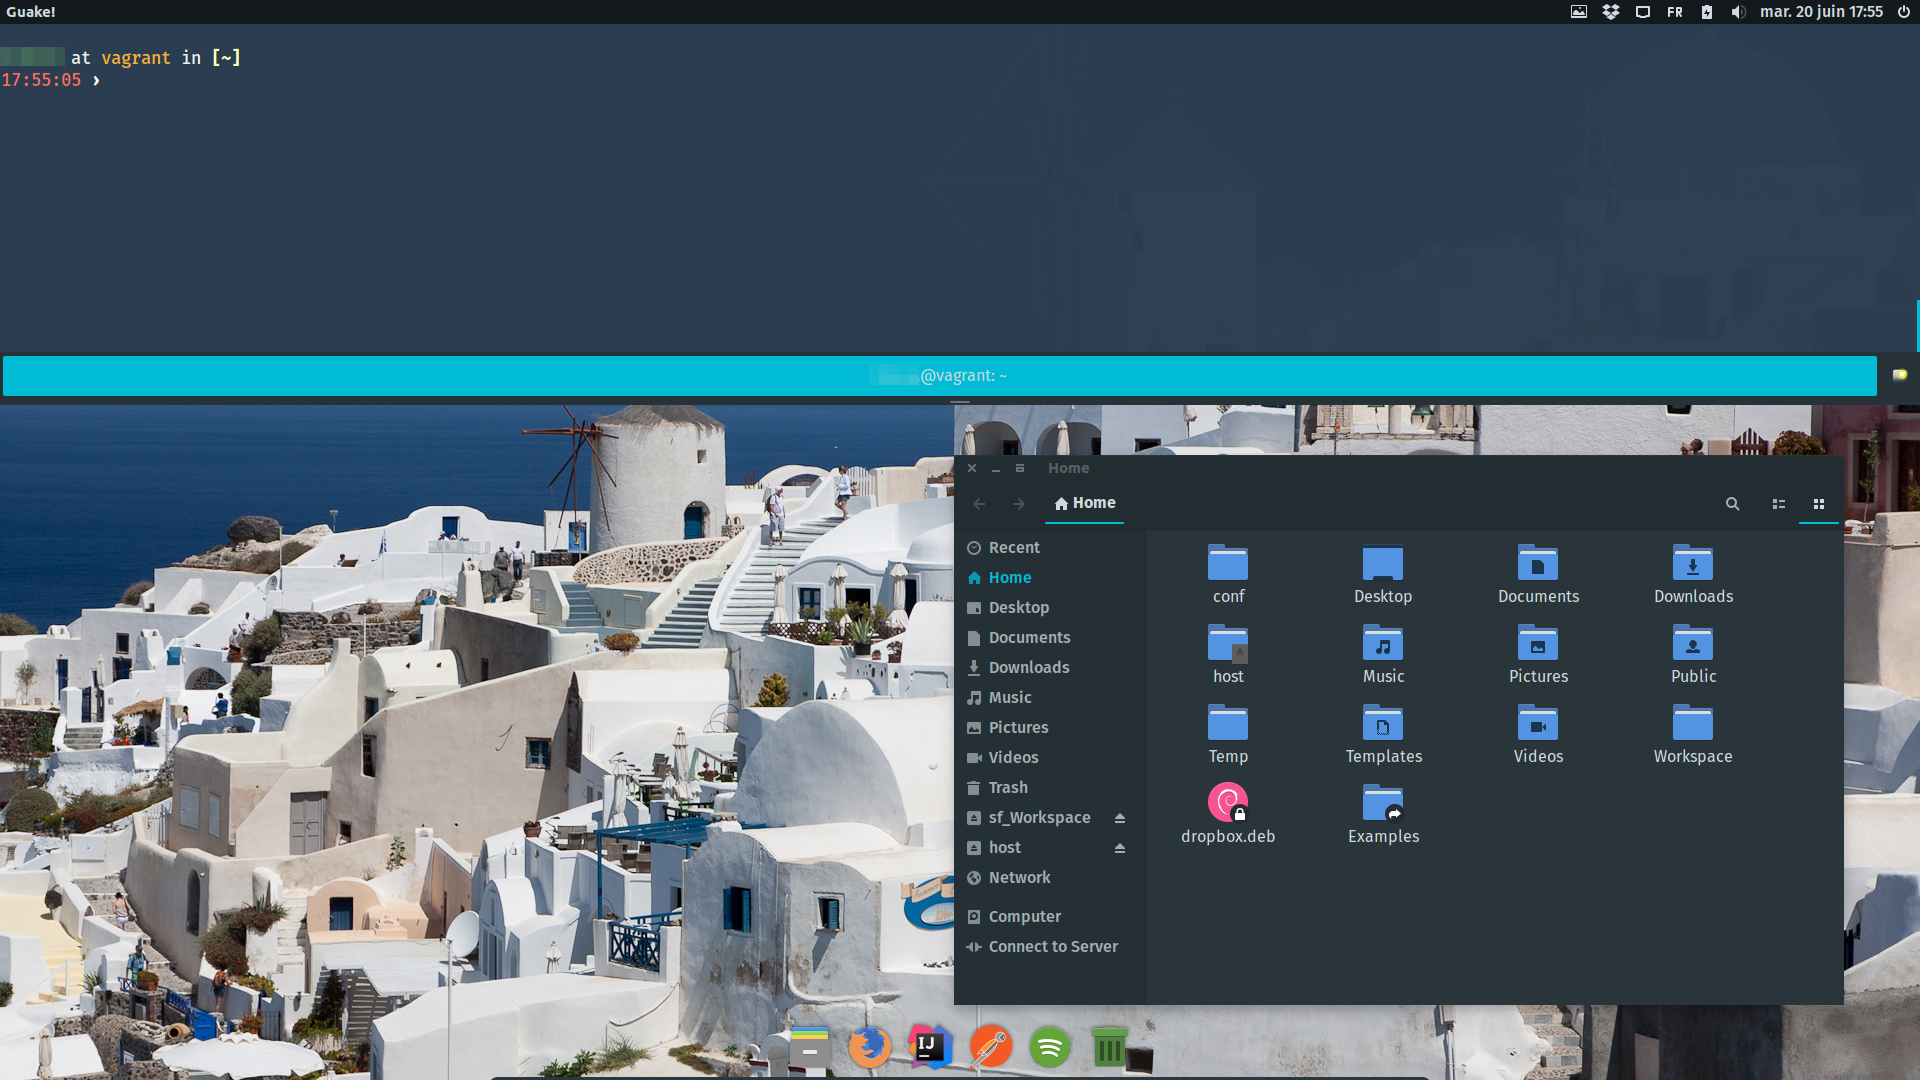 Guake!
FR
mar. 20 juin 17:55
at vagrant in [~]
17:55:05 ›
@vagrant: ~
Home
Home
Recent
Home
Desktop
Documents
Downloads
Music
Pictures
Videos
Trash
sf_Workspace
host
Network
Computer
Connect to Server
conf
Desktop
Documents
Downloads
host
Music
Pictures
Public
Temp
Templates
Videos
Workspace
dropbox.deb
Examples
IJ